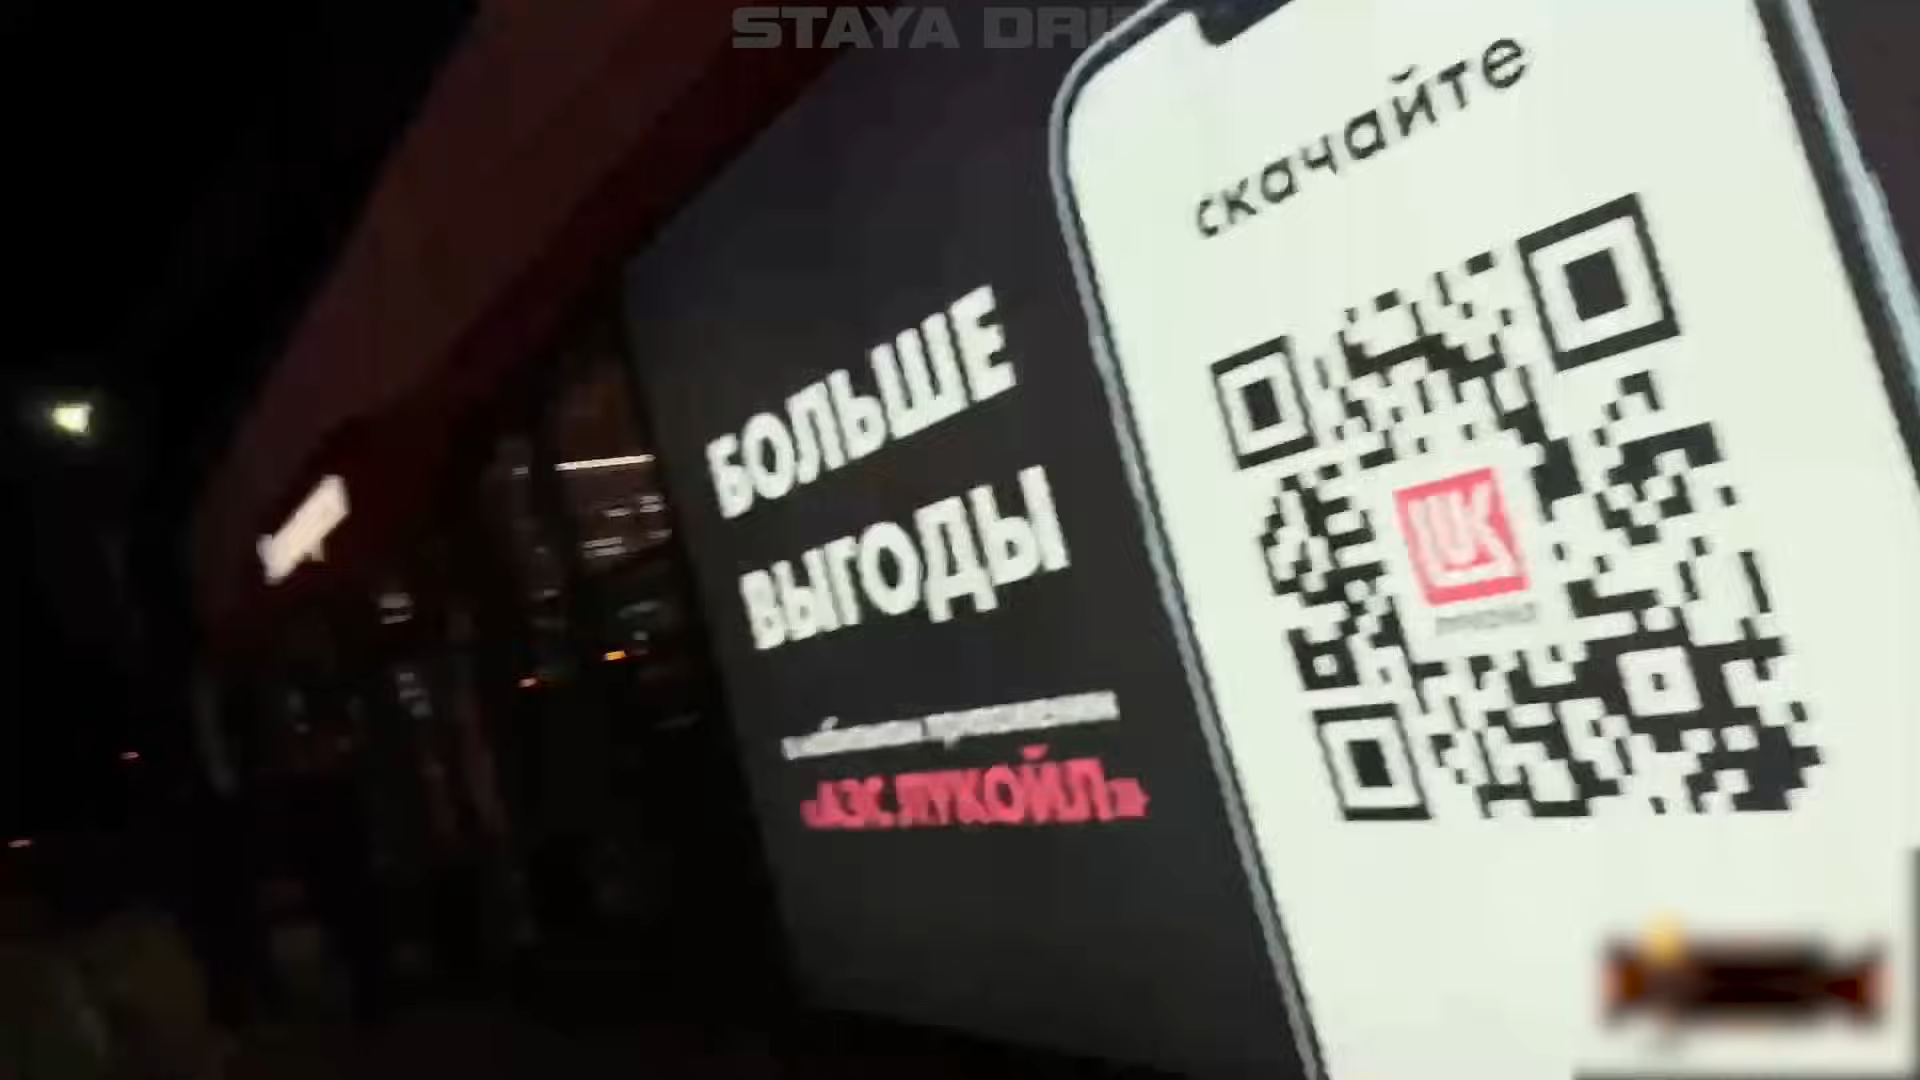 STAYA DRI
скачайте
БОЛЬШЕ
ВЫГОДЫ
«АЗС ЛУКОЙЛ»
LUK